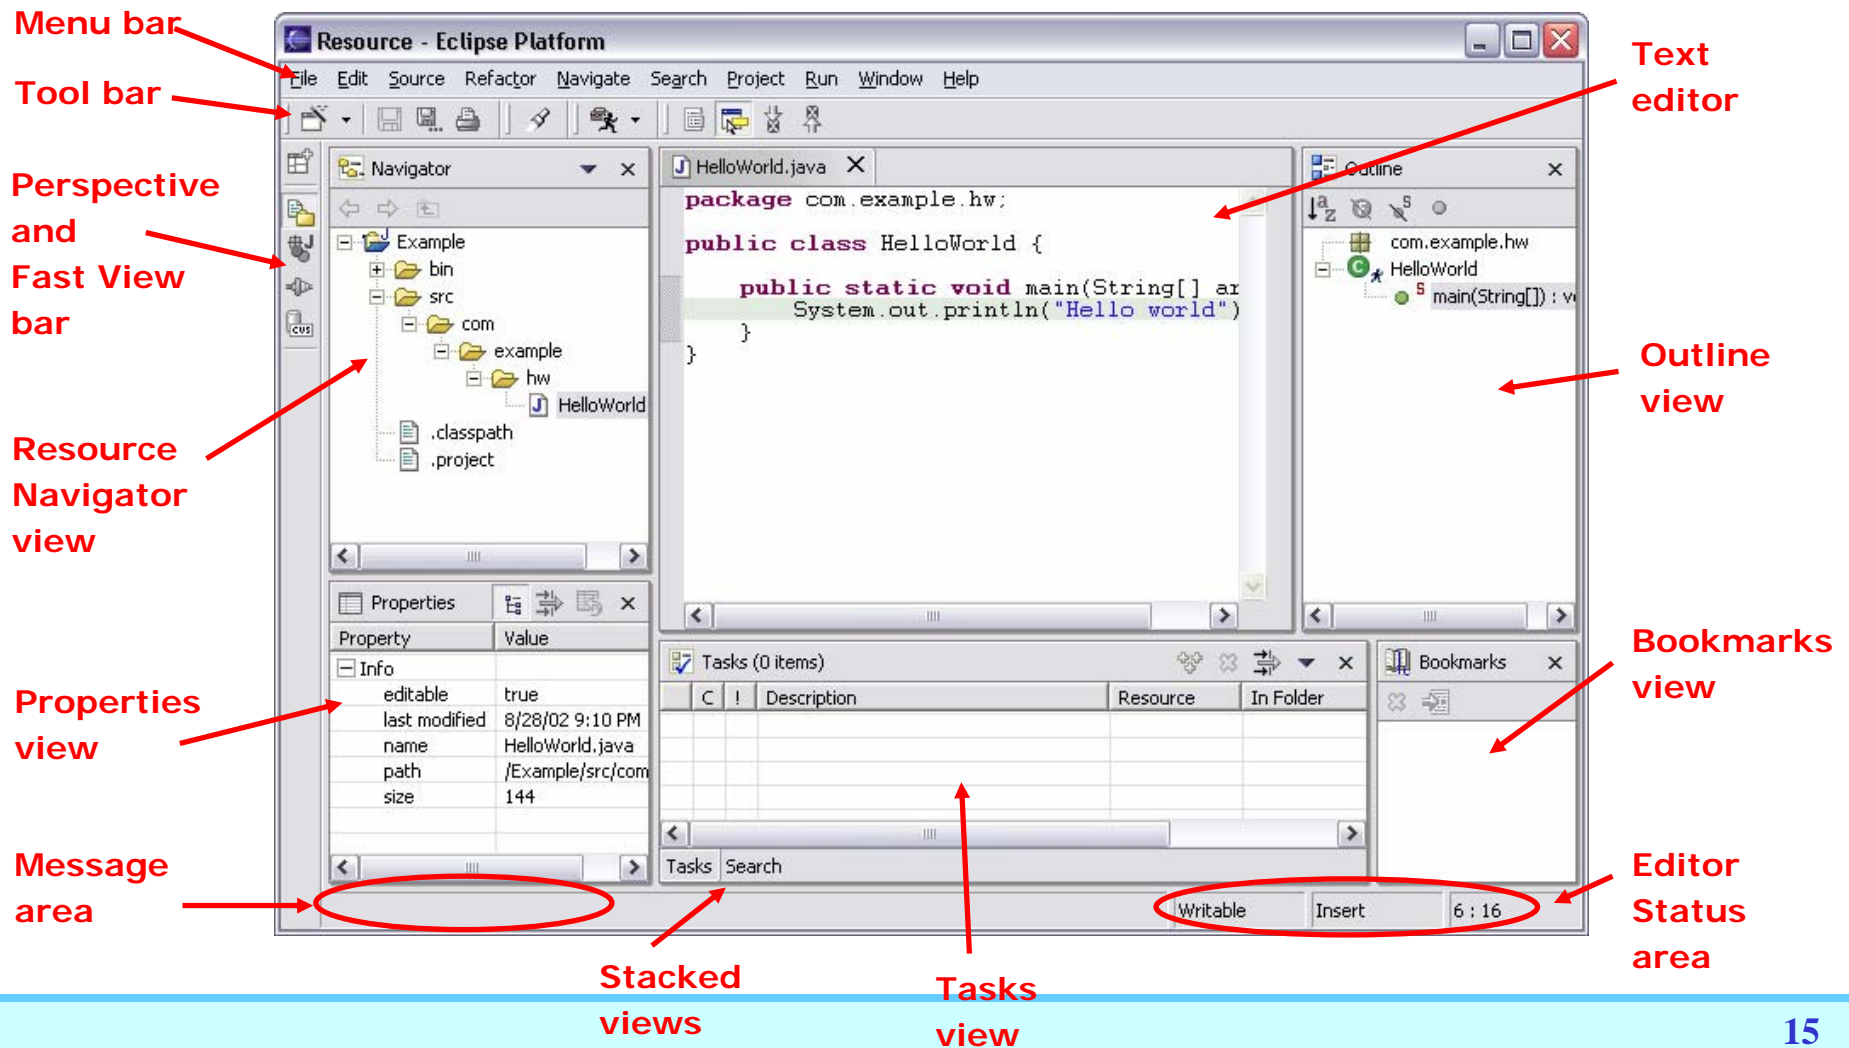 Menu bar
Tool bar
Perspective
and
Fast View
bar
Resource
Navigator
view
Properties
view
Message
area
Resource - Eclipse Platform
File Edit Source Refactor Navigate Search Project Run Window Help
Navigator
Example
bin
src
com
example
hw
HelloWorld
.classpath
.project
cvs
Properties
Property Value
Info
editable true
last modified 8/28/02 9:10 PM
name HelloWorld.java
path /Example/src/com
size 144
HelloWorld.java
package com.example.hw;
public class HelloWorld {
public static void main(String[] ar
System.out.println("Hello world")
}
}
Outline
com.example.hw
HelloWorld
main(String[]) : v
Tasks (0 items)
C ! Description Resource In Folder
Tasks Search
Bookmarks
Writable Insert 6 : 16
Text
editor
Outline
view
Bookmarks
view
Editor
Status
area
Stacked
views
Tasks
view
15